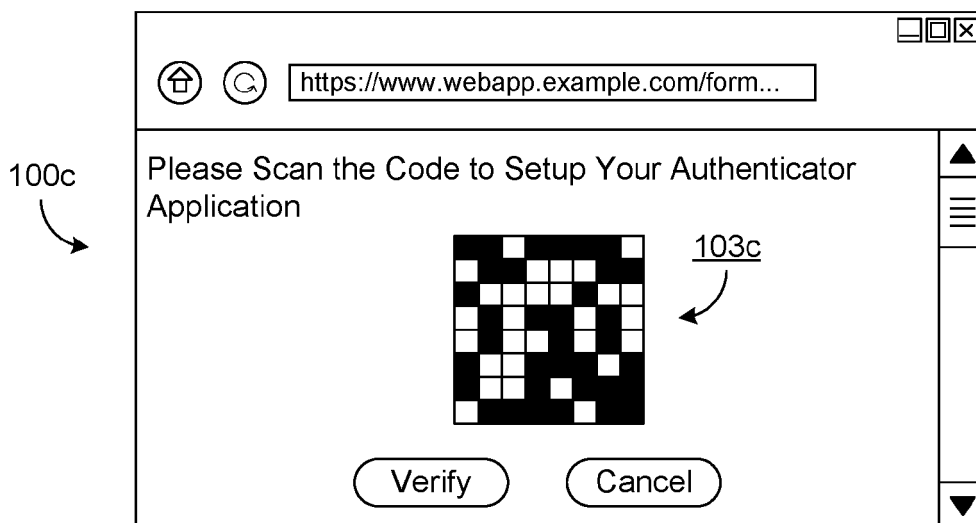 https://www.webapp.example.com/form...
100c
Please Scan the Code to Setup Your Authenticator
Application
103c
Verify
Cancel